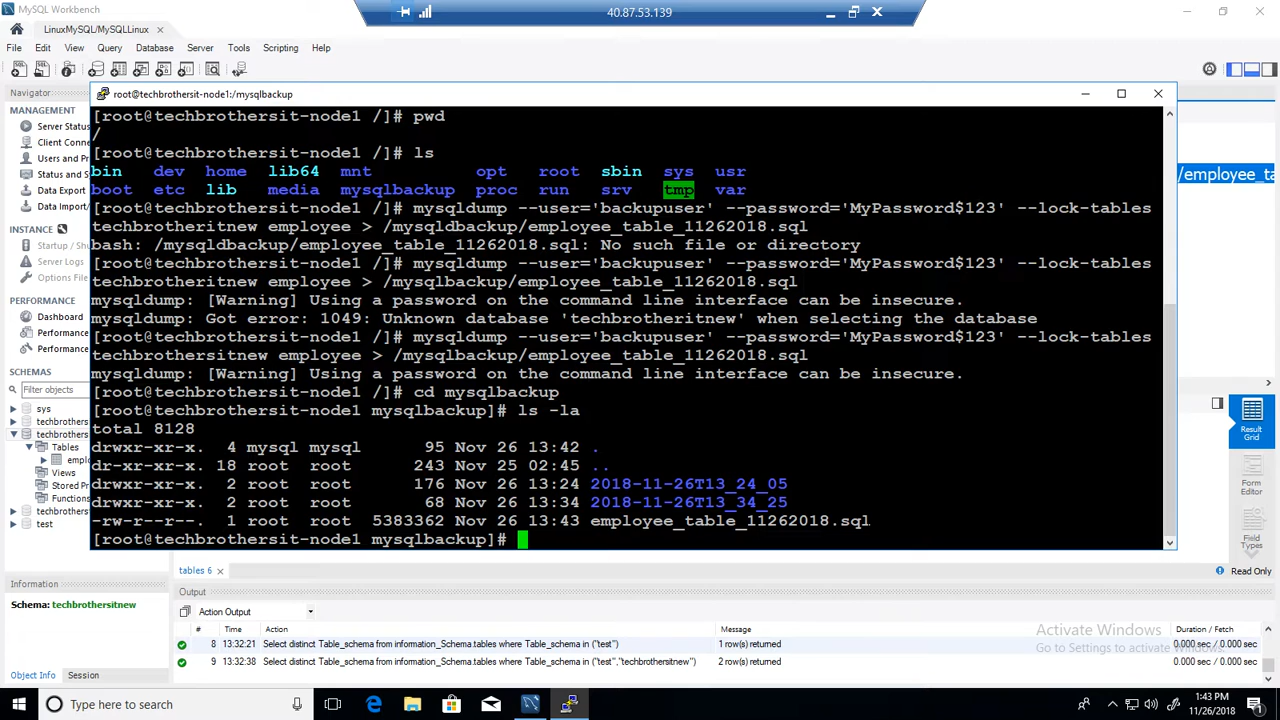 MySQL Workbench
40.87.53.139
LinuxMySQL/MySQLLinux
File Edit View Query Database Server Tools Scripting Help
Navigator
root@techbrothersit-node1:/mysqlbackup
MANAGEMENT
Server Status
Client Conne
Users and Pr
Data Export
Data Import/
INSTANCE
Startup / Shu
Server Logs
Options File
PERFORMANCE
Dashboard
Performance
Performance
SCHEMAS
Filter objects
sys
techbrothers
techbrothers
Tables
empl
Views
Stored Pr
Functions
techbrothers
test
[root@techbrothersit-node1 /]# pwd
/
[root@techbrothersit-node1 /]# ls
bin dev home lib64 mnt opt root sbin sys usr
boot etc lib media mysqlbackup proc run srv tmp var
[root@techbrothersit-node1 /]# mysqldump --user='backupuser' --password='MyPassword$123' --lock-tables
techbrotheritnew employee > /mysqldbackup/employee_table_11262018.sql
bash: /mysqldbackup/employee_table_11262018.sql: No such file or directory
[root@techbrothersit-node1 /]# mysqldump --user='backupuser' --password='MyPassword$123' --lock-tables
techbrotheritnew employee > /mysqlbackup/employee_table_11262018.sql
mysqldump: [Warning] Using a password on the command line interface can be insecure.
mysqldump: Got error: 1049: Unknown database 'techbrotheritnew' when selecting the database
[root@techbrothersit-node1 /]# mysqldump --user='backupuser' --password='MyPassword$123' --lock-tables
techbrothersitnew employee > /mysqlbackup/employee_table_11262018.sql
mysqldump: [Warning] Using a password on the command line interface can be insecure.
[root@techbrothersit-node1 /]# cd mysqlbackup
[root@techbrothersit-node1 mysqlbackup]# ls -la
total 8128
drwxr-xr-x. 4 mysql mysql 95 Nov 26 13:42 .
dr-xr-xr-x. 18 root root 243 Nov 25 02:45 ..
drwxr-xr-x. 2 root root 176 Nov 26 13:24 2018-11-26T13_24_05
drwxr-xr-x. 2 root root 68 Nov 26 13:34 2018-11-26T13_34_25
-rw-r--r--. 1 root root 5383362 Nov 26 13:43 employee_table_11262018.sql
[root@techbrothersit-node1 mysqlbackup]#
/employee_ta
Result
Grid
Form
Editor
Field
Types
tables 6
Read Only
Information
Schema: techbrothersitnew
Object Info Session
Output
Action Output
# Time Action Message Duration / Fetch
8 13:32:21 Select distinct Table_schema from information_Schema.tables where Table_schema in ("test") 1 row(s) returned 0.000 sec / 0.000 sec
9 13:32:38 Select distinct Table_schema from information_Schema.tables where Table_schema in ("test","techbrothersitnew") 2 row(s) returned 0.000 sec / 0.000 sec
Activate Windows
Go to Settings to activate Windows.
Type here to search
1:43 PM
11/26/2018
1